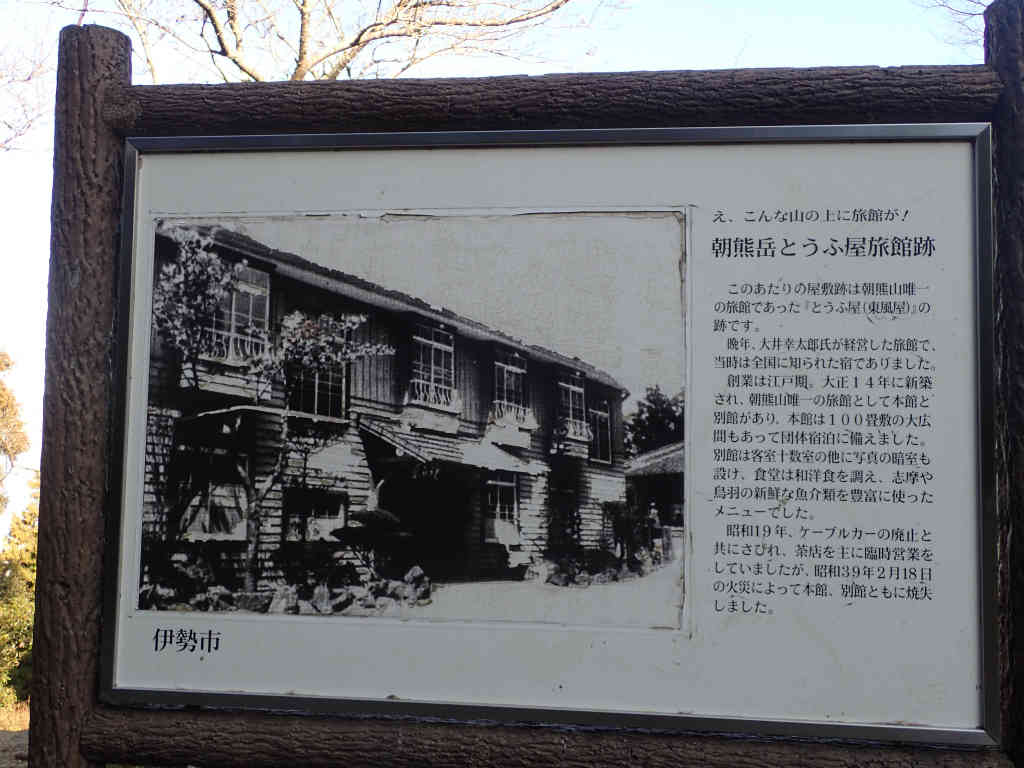 え、こんな山の上に旅館が!
朝熊岳とうふ屋旅館跡
このあたりの屋敷跡は朝熊山唯一
の旅館であった『とうふ屋(東風屋)』の
跡です。
晩年、大井幸太郎氏が経営した旅館で、
当時は全国に知られた宿でありました。
創業は江戸期。大正14年に新築
され、朝熊山唯一の旅館として本館と
別館があり、本館は100畳敷の大広
間もあって団体宿泊に備えました。
別館は客室十数室の他に写真の暗室も
設け、食堂は和洋食を調え、志摩や
鳥羽の新鮮な魚介類を豊富に使った
メニューでした。
昭和19年、ケーブルカーの廃止と
共にさびれ、茶店を主に臨時営業を
していましたが、昭和39年2月18日
の火災によって本館、別館ともに焼失
しました。
伊勢市